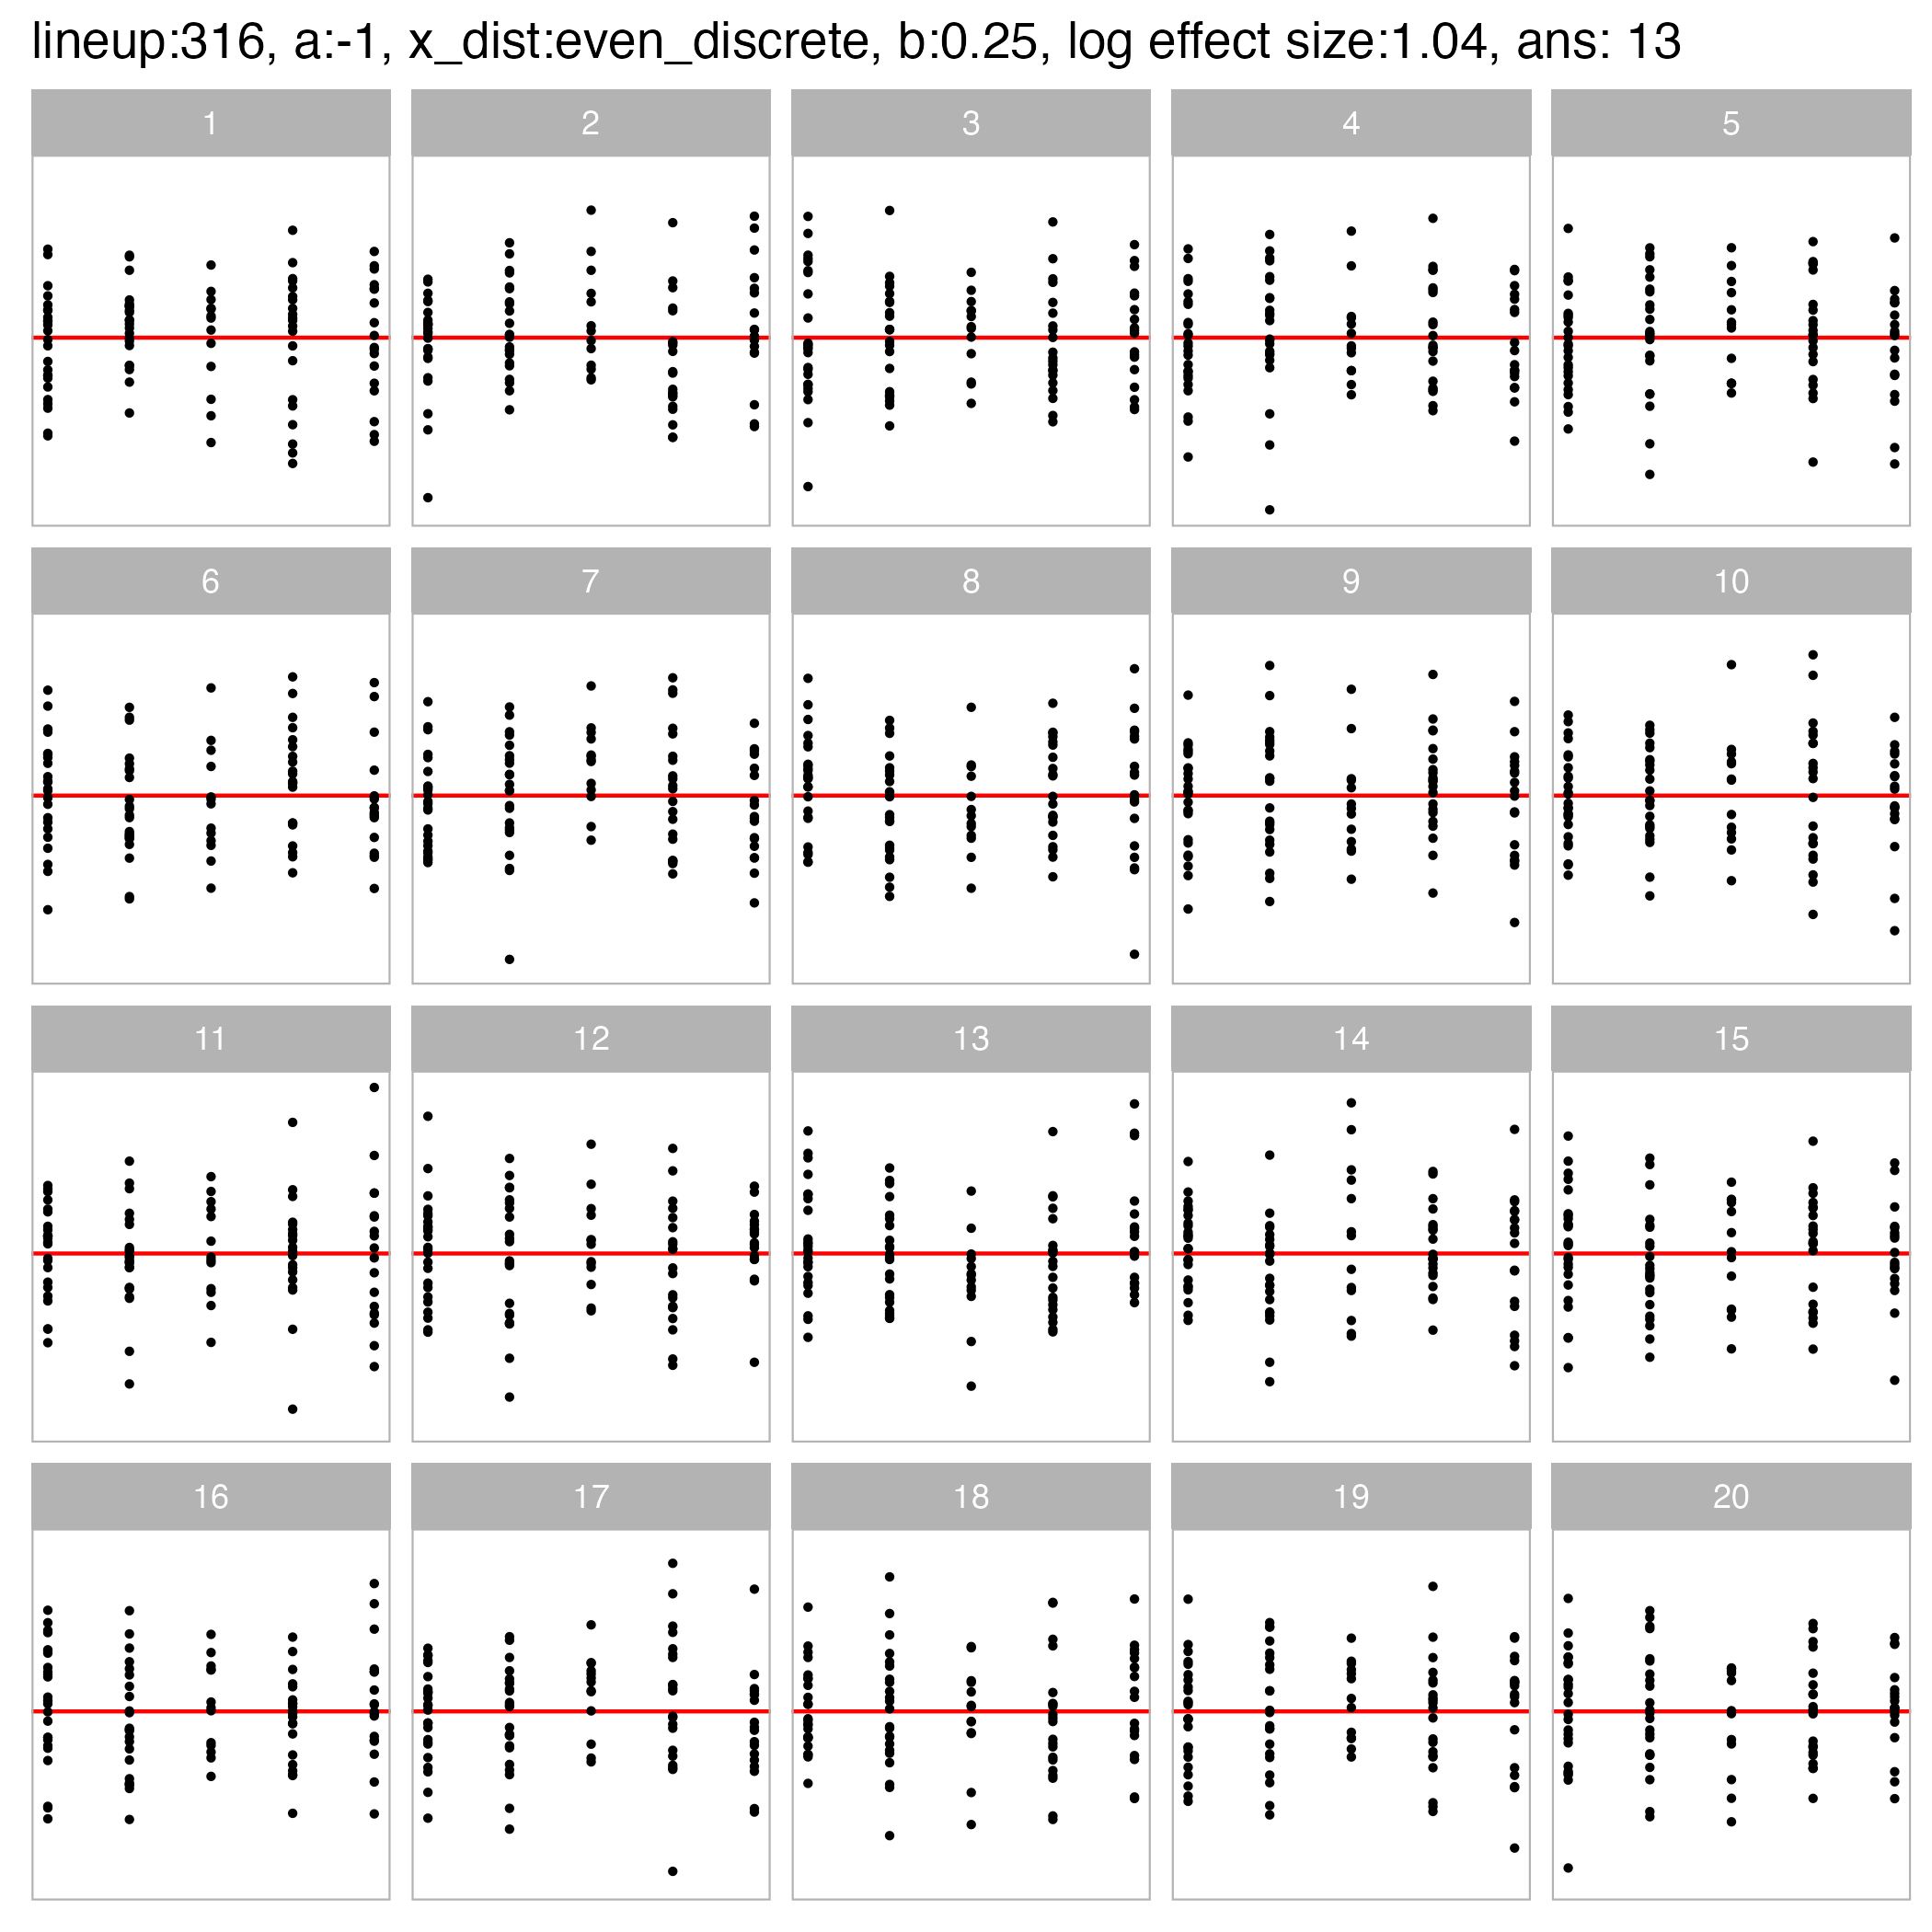 lineup:316, a:-1, x_dist:even_discrete, b:0.25, log effect size:1.04, ans: 13
1 2 3 4 5
6 7 8 9 10
11 12 13 14 15
16 17 18 19 20